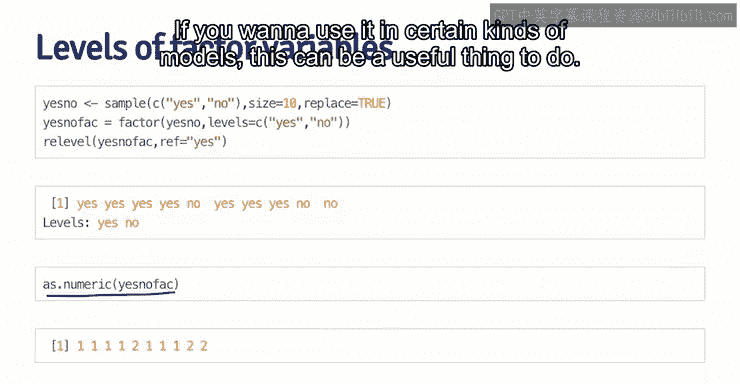 If you wanna use it in certain kinds of
models, this can be a useful thing to do.
Levels of factor variables
yesno <- sample(c("yes","no"),size=10,replace=TRUE)
yesnofac = factor(yesno,levels=c("yes","no"))
relevel(yesnofac,ref="yes")
[1] yes yes yes yes no  yes yes yes no  no
Levels: yes no
as.numeric(yesnofac)
[1] 1 1 1 1 2 1 1 1 2 2